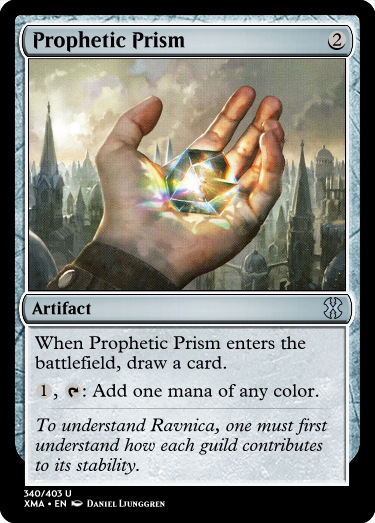 Prophetic Prism 2
Artifact
When Prophetic Prism enters the
battlefield, draw a card.
1, : Add one mana of any color.
To understand Ravnica, one must first
understand how each guild contributes
to its stability.
340/403 U
XMA • EN Daniel Ljunggren